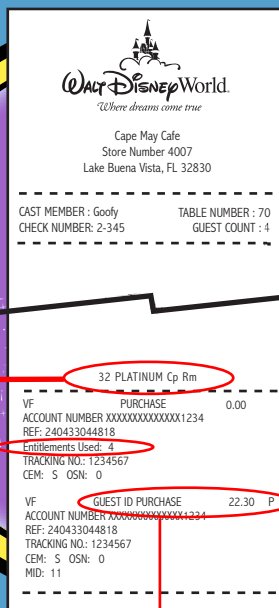 WALT DISNEY World.
Where dreams come true
Cape May Cafe
Store Number 4007
Lake Buena Vista, FL 32830
CAST MEMBER : Goofy TABLE NUMBER : 70
CHECK NUMBER: 2-345 GUEST COUNT : 4
32 PLATINUM Cp Rm
VF PURCHASE 0.00
ACCOUNT NUMBER XXXXXXXXXXXXXX1234
REF: 240433044818
Entitlements Used: 4
TRACKING NO.: 1234567
CEM: S OSN: 0
VF GUEST ID PURCHASE 22.30 P
ACCOUNT NUMBER XXXXXXXXXXXXXX1234
REF: 240433044818
TRACKING NO.: 1234567
CEM: S OSN: 0
MID: 11